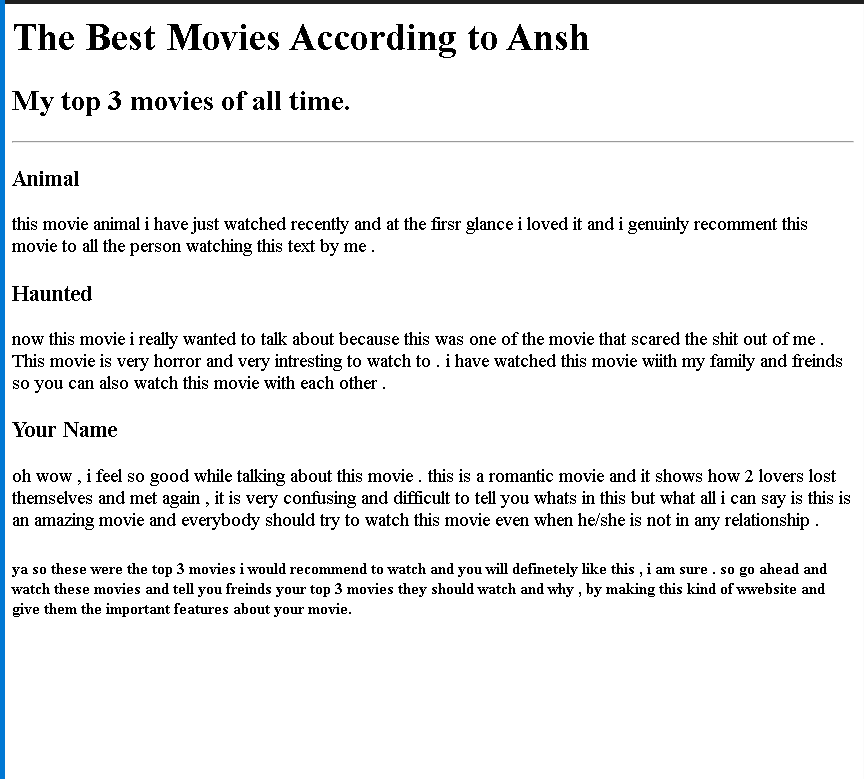 The Best Movies According to Ansh
My top 3 movies of all time.
Animal
this movie animal i have just watched recently and at the firsr glance i loved it and i genuinly recomment this
movie to all the person watching this text by me .
Haunted
now this movie i really wanted to talk about because this was one of the movie that scared the shit out of me .
This movie is very horror and very intresting to watch to . i have watched this movie wiith my family and freinds
so you can also watch this movie with each other .
Your Name
oh wow , i feel so good while talking about this movie . this is a romantic movie and it shows how 2 lovers lost
themselves and met again , it is very confusing and difficult to tell you whats in this but what all i can say is this is
an amazing movie and everybody should try to watch this movie even when he/she is not in any relationship .
ya so these were the top 3 movies i would recommend to watch and you will definetely like this , i am sure . so go ahead and
watch these movies and tell you freinds your top 3 movies they should watch and why , by making this kind of wwebsite and
give them the important features about your movie.